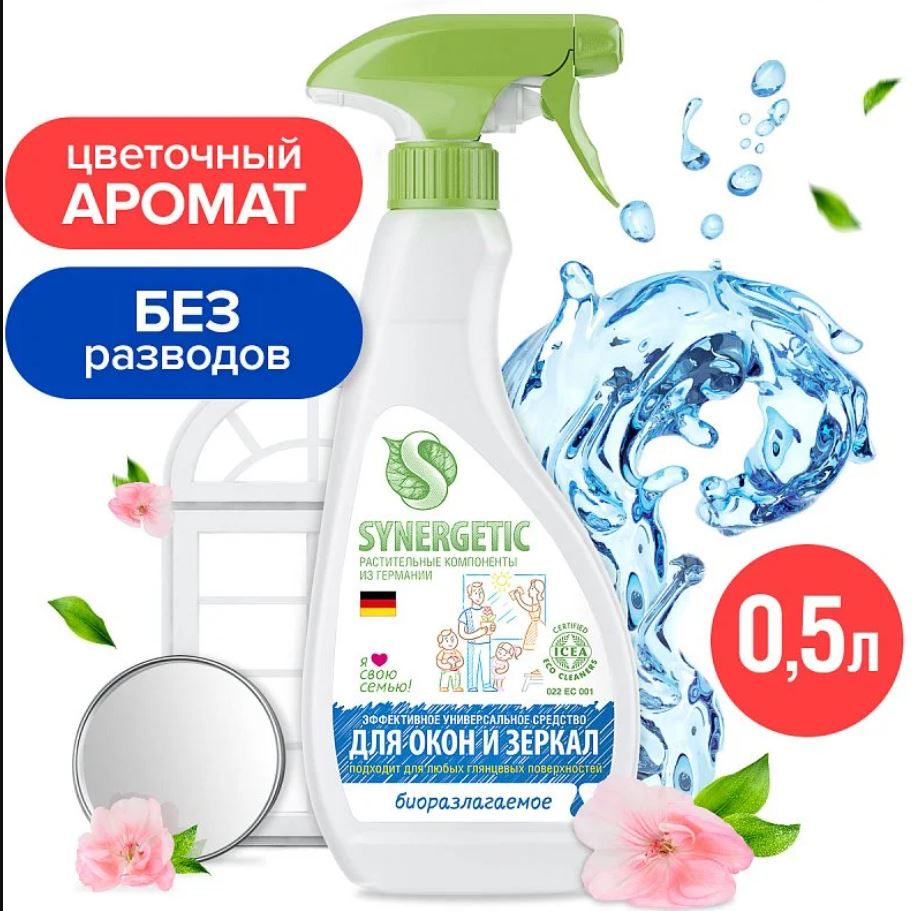 цветочный
АРОМАТ
БЕЗ
разводов
SYNERGETIC
РАСТИТЕЛЬНЫЕ КОМПОНЕНТЫ
ИЗ ГЕРМАНИИ
я
свою
семью!
CERTIFIED
ICEA
ECO CLEANERS
022 EC 001
ЭФФЕКТИВНОЕ УНИВЕРСАЛЬНОЕ СРЕДСТВО
ДЛЯ ОКОН И ЗЕРКАЛ
ПОДХОДИТ ДЛЯ ЛЮБЫХ ГЛЯНЦЕВЫХ ПОВЕРХНОСТЕЙ
биоразлагаемое
0,5л